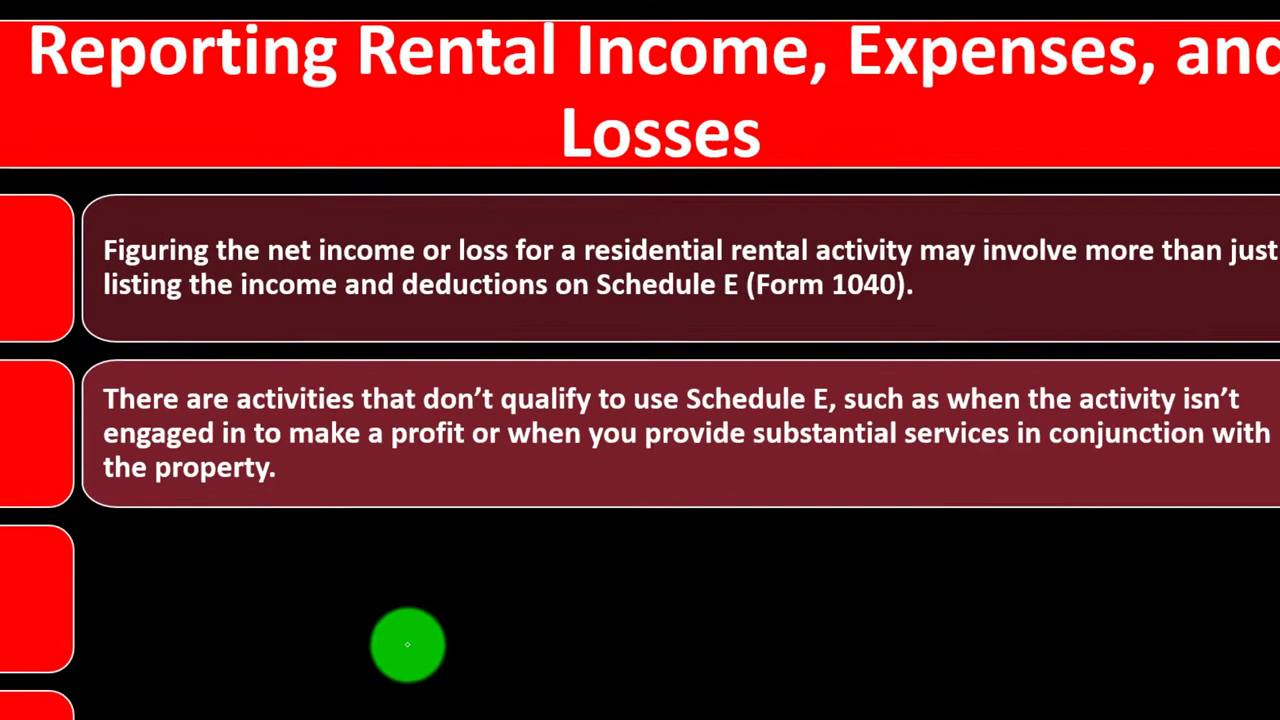 Reporting Rental Income, Expenses, and
Losses
Figuring the net income or loss for a residential rental activity may involve more than just
listing the income and deductions on Schedule E (Form 1040).
There are activities that don’t qualify to use Schedule E, such as when the activity isn’t
engaged in to make a profit or when you provide substantial services in conjunction with
the property.